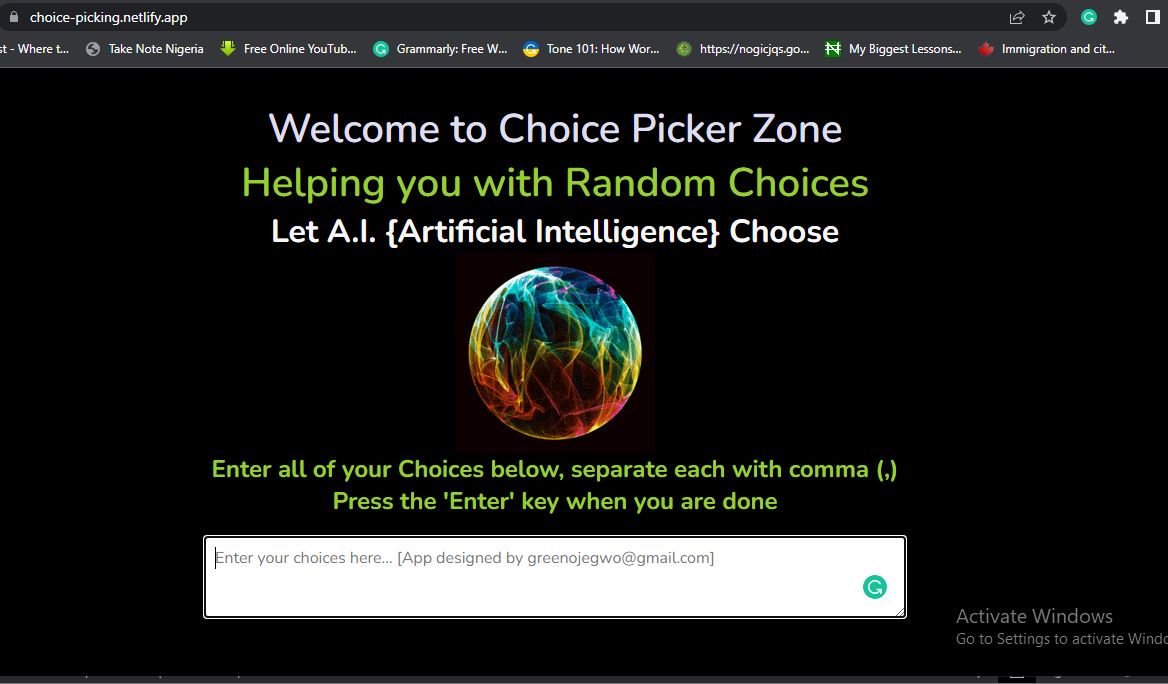 choice-picking.netlify.app
st - Where t... Take Note Nigeria Free Online YouTub... Grammarly: Free W... Tone 101: How Wor... https://nogicjqs.go... My Biggest Lessons... Immigration and cit...
Welcome to Choice Picker Zone
Helping you with Random Choices
Let A.I. {Artificial Intelligence} Choose
Enter all of your Choices below, separate each with comma (,)
Press the 'Enter' key when you are done
Enter your choices here... [App designed by greenojegwo@gmail.com]
Activate Windows
Go to Settings to activate Windo